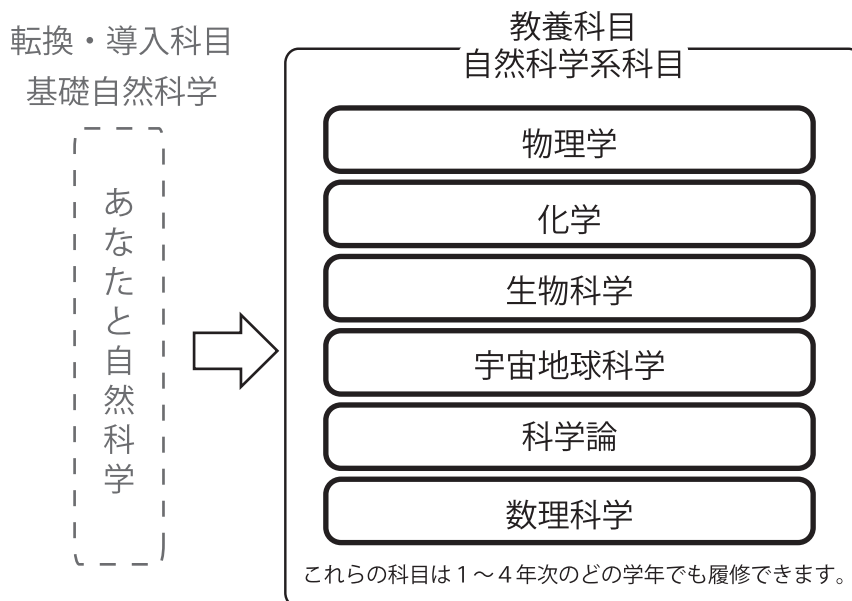 転換・導入科目
基礎自然科学
あなたと自然科学
教養科目
自然科学系科目
物理学
化学
生物科学
宇宙地球科学
科学論
数理科学
これらの科目は1～4年次のどの学年でも履修できます。